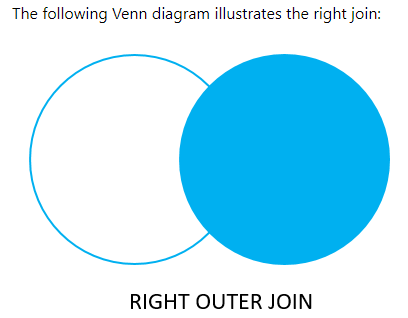 The following Venn diagram illustrates the right join:
RIGHT OUTER JOIN